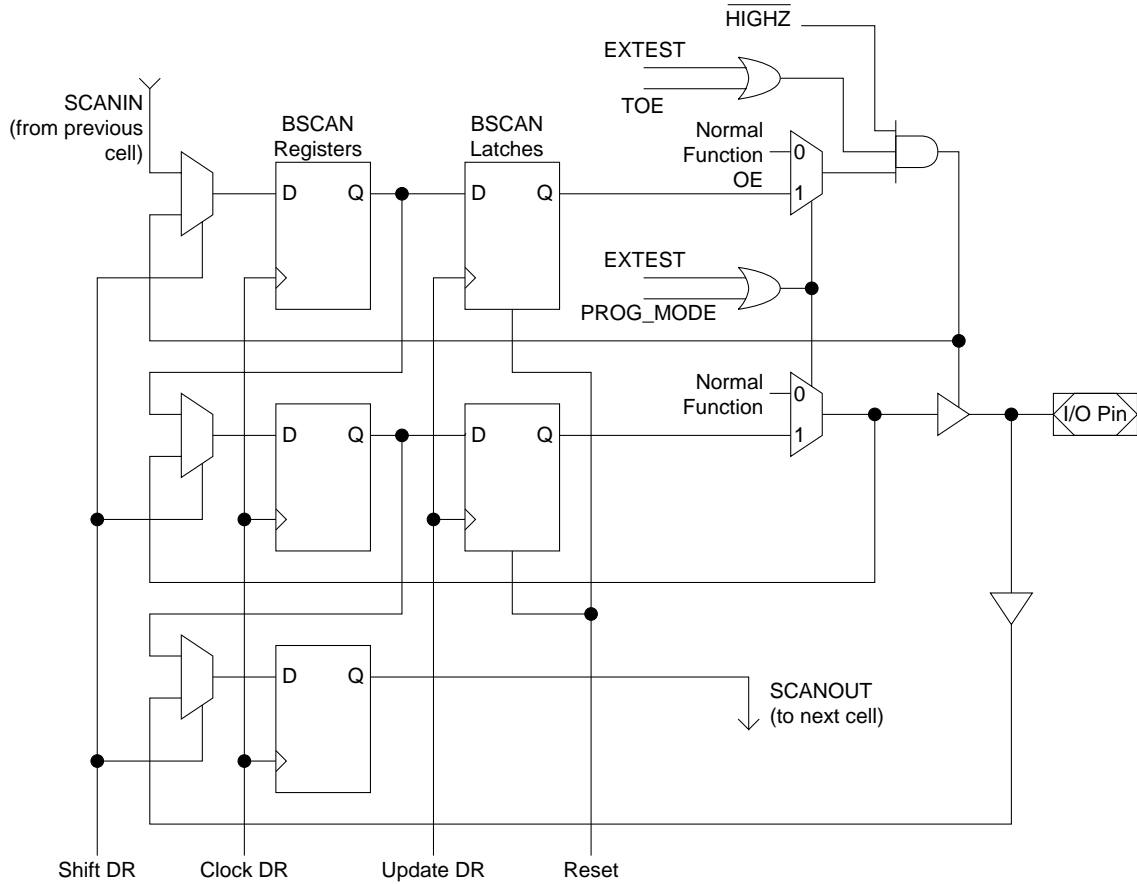 HIGHZ
EXTEST
TOE
SCANIN
(from previous
cell)
BSCAN
Registers
BSCAN
Latches
Normal
Function
OE
0
1
D
Q
D
Q
EXTEST
PROG_MODE
Normal
Function
0
1
I/O Pin
D
Q
D
Q
D
Q
SCANOUT
(to next cell)
Shift DR
Clock DR
Update DR
Reset